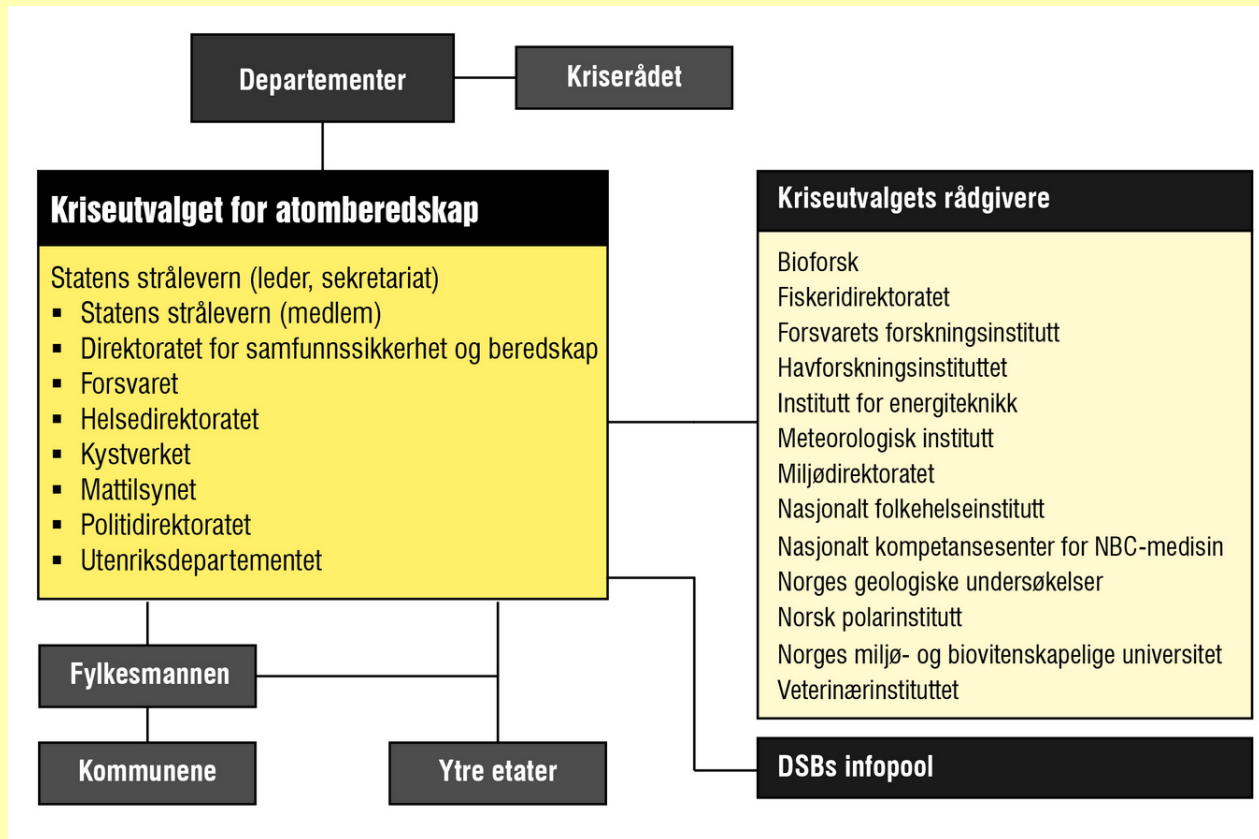 Departementer
Kriserådet
Kriseutvalget for atomberedskap
Statens strålevern (leder, sekretariat)
▪ Statens strålevern (medlem)
▪ Direktoratet for samfunnssikkerhet og beredskap
▪ Forsvaret
▪ Helsedirektoratet
▪ Kystverket
▪ Mattilsynet
▪ Politidirektoratet
▪ Utenriksdepartementet
Kriseutvalgets rådgivere
Bioforsk
Fiskeridirektoratet
Forsvarets forskningsinstitutt
Havforskningsinstituttet
Institutt for energiteknikk
Meteorologisk institutt
Miljødirektoratet
Nasjonalt folkehelseinstitutt
Nasjonalt kompetansesenter for NBC-medisin
Norges geologiske undersøkelser
Norsk polarinstitutt
Norges miljø- og biovitenskapelige universitet
Veterinærinstituttet
Fylkesmannen
Kommunene
Ytre etater
DSBs infopool